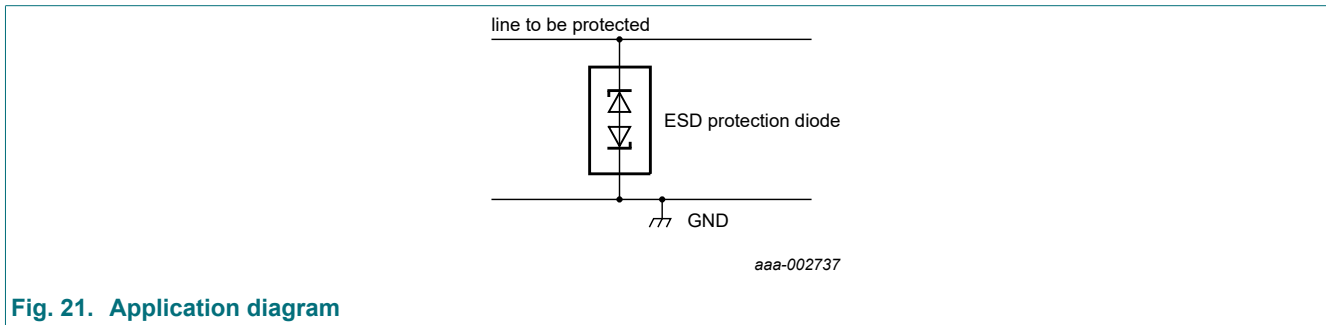 line to be protected
ESD protection diode
GND
aaa-002737
Fig. 21. Application diagram